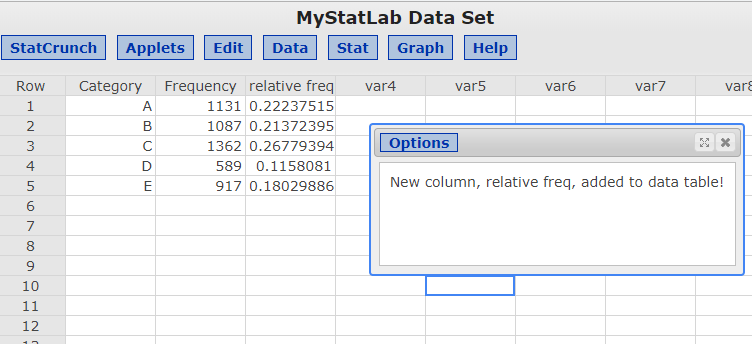 MyStatLab Data Set
StatCrunch Applets Edit Data Stat Graph Help
Row Category Frequency relative freq var4 var5 var6 var7 var8
1 A 1131 0.22237515
2 B 1087 0.21372395
3 C 1362 0.26779394
4 D 589 0.1158081
5 E 917 0.18029886
6
7
8
9
10
11
12
Options
New column, relative freq, added to data table!